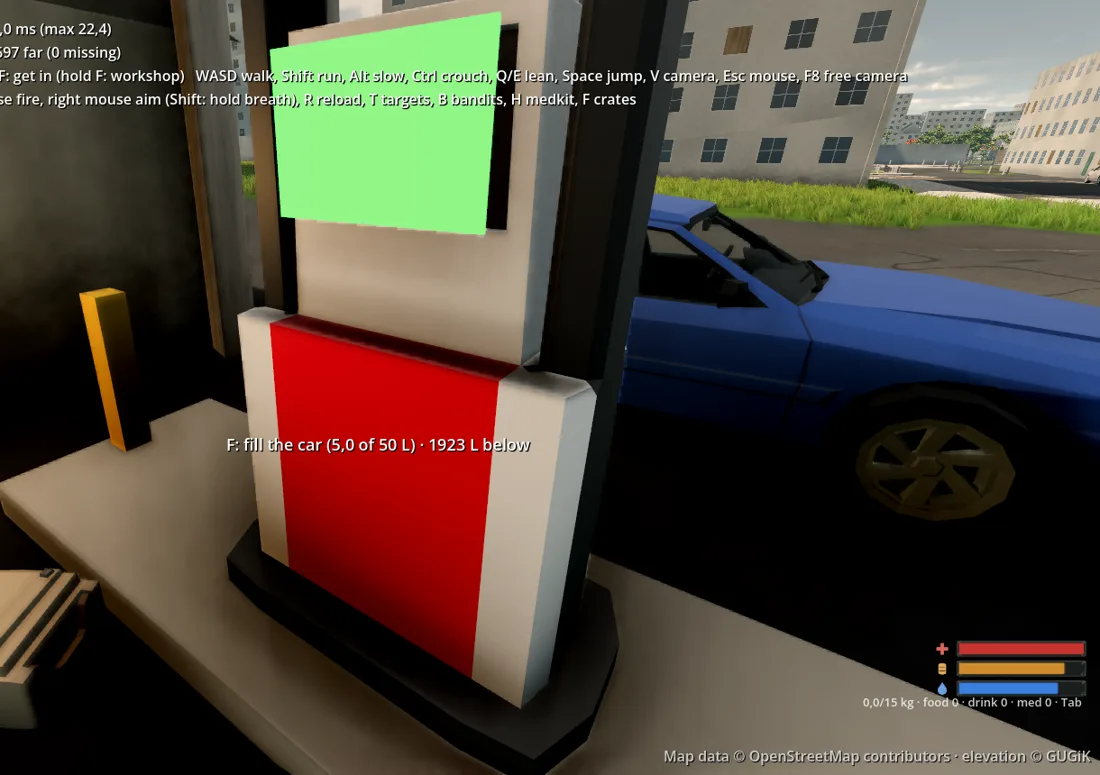 ,0 ms (max 22,4)
597 far (0 missing)
F: get in (hold F: workshop) WASD walk, Shift run, Alt slow, Ctrl crouch, Q/E lean, Space jump, V camera, Esc mouse, F8 free camera
se fire, right mouse aim (Shift: hold breath), R reload, T targets, B bandits, H medkit, F crates
F: fill the car (5,0 of 50 L) · 1923 L below
0,0/15 kg · food 0 · drink 0 · med 0 · Tab
Map data © OpenStreetMap contributors · elevation © GUGiK